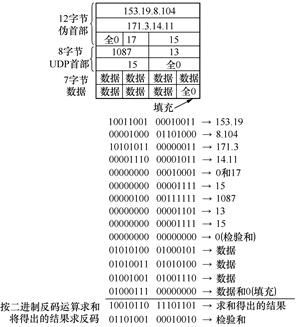 12字节
伪首部
153.19.8.104
171.3.14.11
全0 17 15
8字节
UDP首部
1087 13
15 全0
7字节
数据
数据 数据 数据 数据
数据 数据 数据 全0
填充
10011001 00010011 → 153.19
00001000 01101000 → 8.104
10101011 00000011 → 171.3
00001110 00001011 → 14.11
00000000 00010001 → 0和17
00000000 00001111 → 15
00000100 00111111 → 1087
00000000 00001101 → 13
00000000 00001111 → 15
00000000 00000000 → 0(检验和)
01010100 01000101 → 数据
01010011 01010100 → 数据
01001001 01001110 → 数据
01000111 00000000 → 数据和0(填充)
按二进制反码运算求和 10010110 11101101 → 求和得出的结果
将得出的结果求反码 01101001 00010010 → 检验和